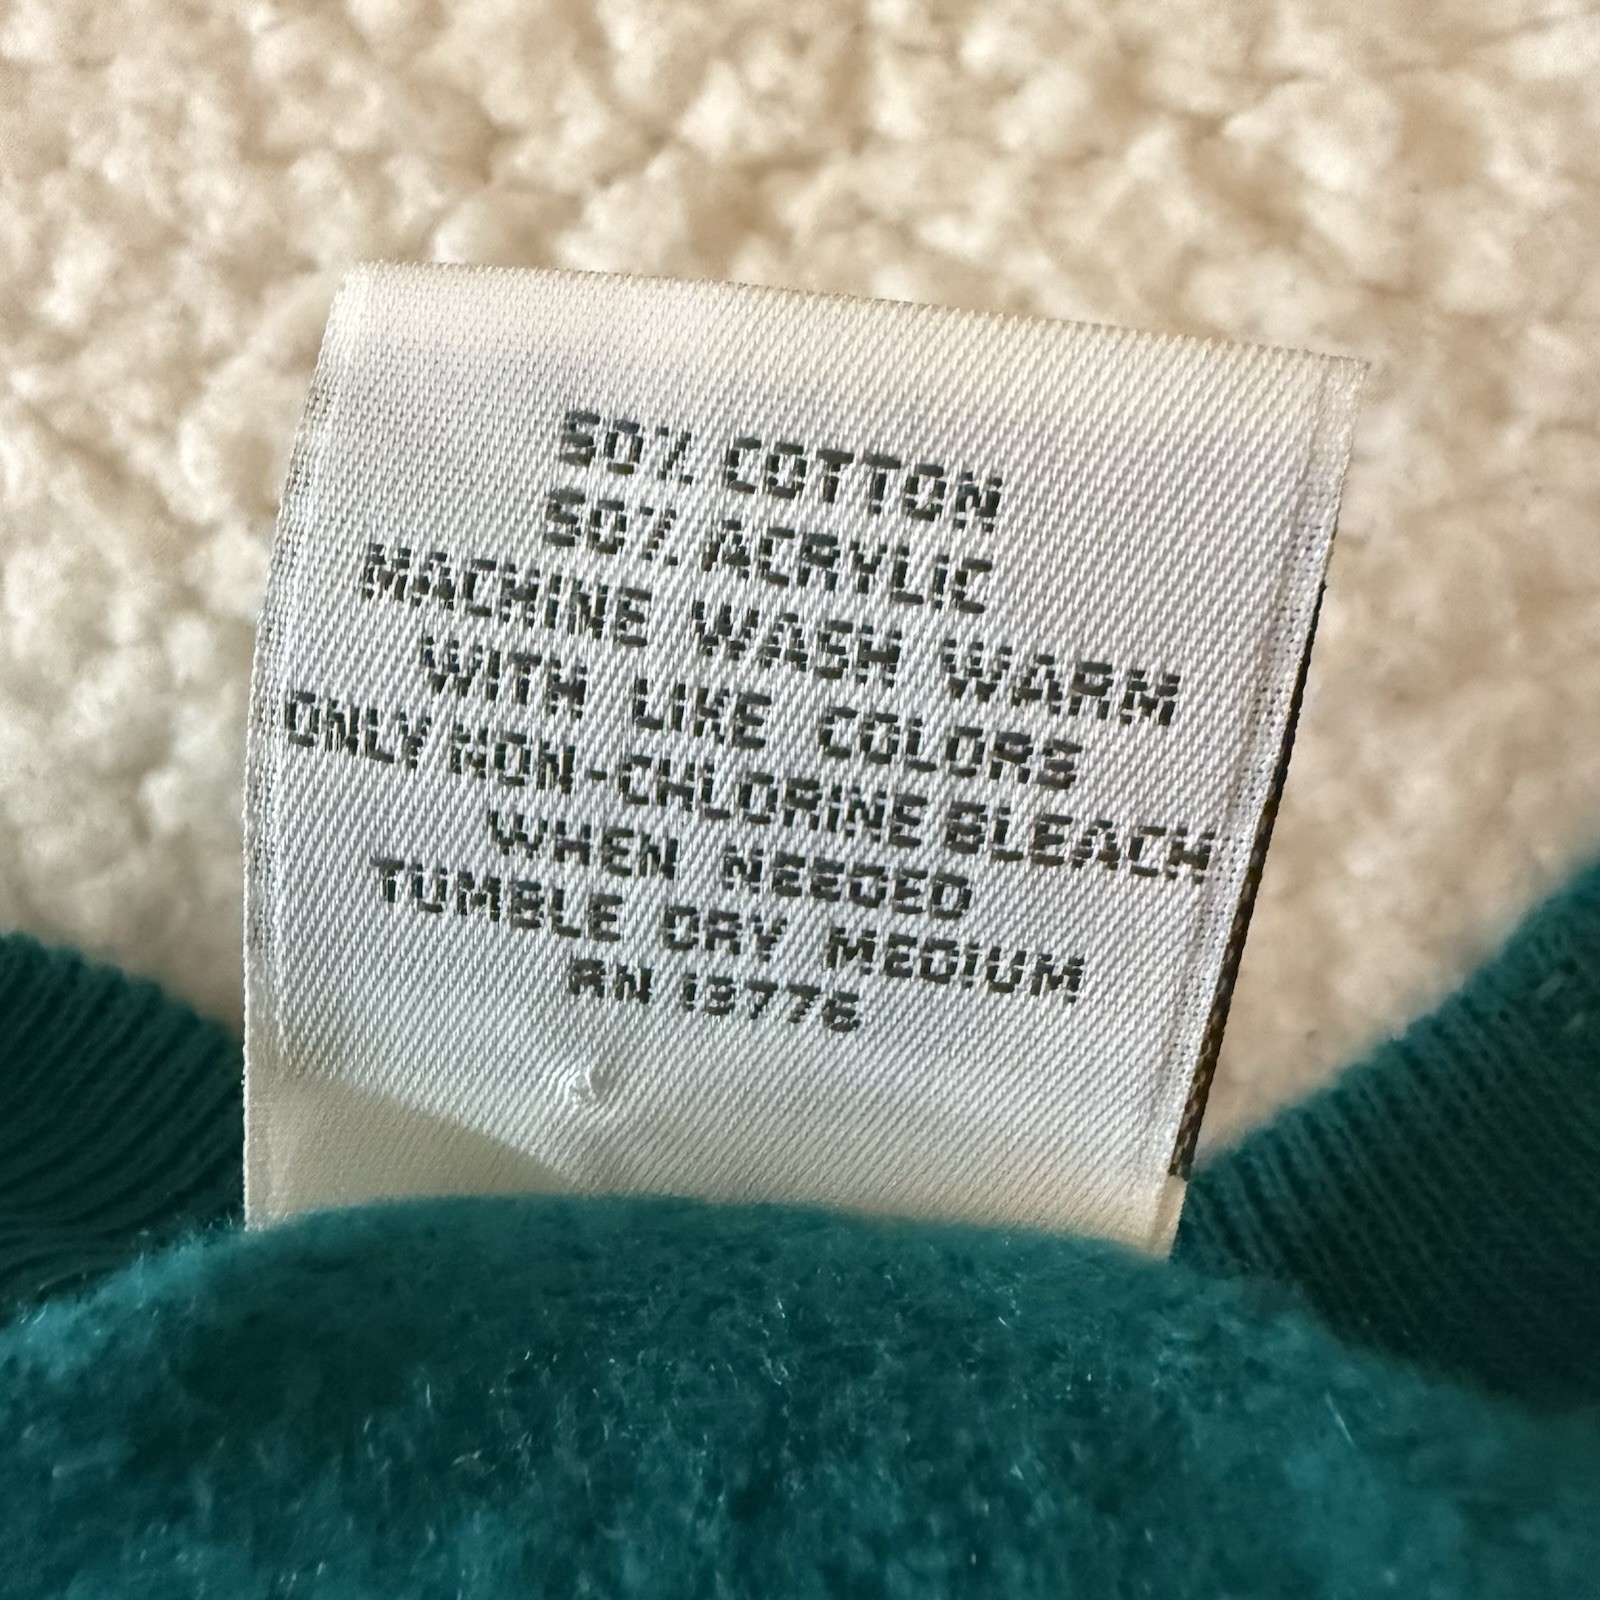 50% COTTON
50% ACRYLIC
MACHINE WASH WARM
WITH LIKE COLORS
ONLY NON-CHLORINE BLEACH
WHEN NEEDED
TUMBLE DRY MEDIUM
RN 13776